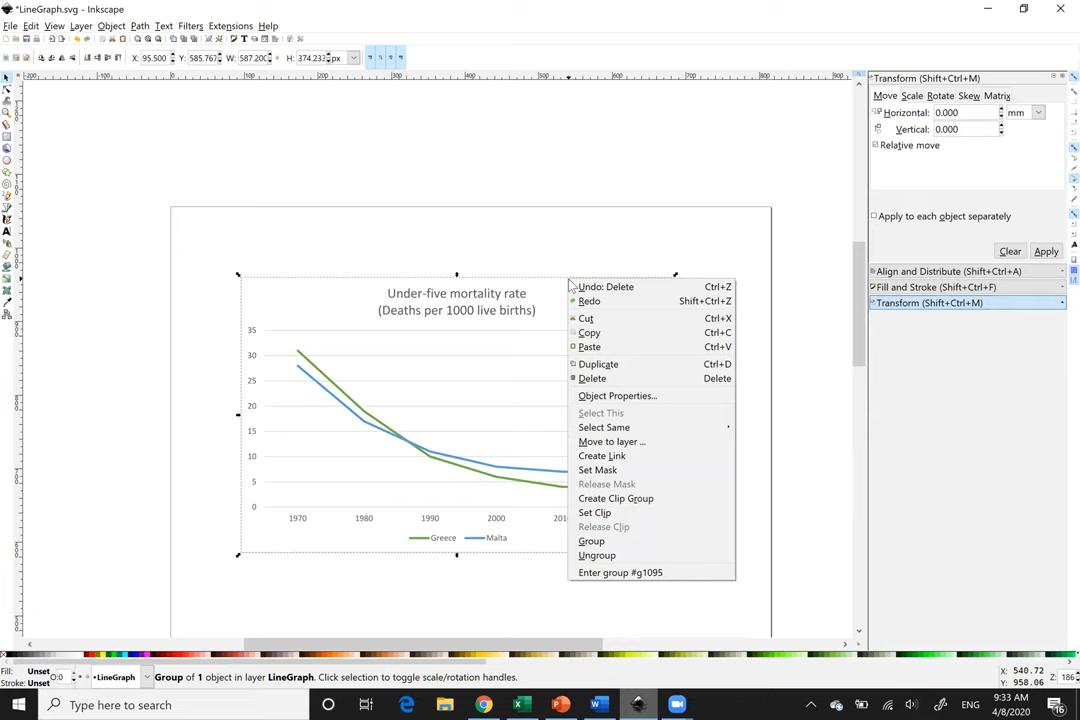 *LineGraph.svg - Inkscape
File Edit View Layer Object Path Text Filters Extensions Help
X: 95.500 Y: 585.767 W: 587.200 H: 374.233 px
Transform (Shift+Ctrl+M)
Move Scale Rotate Skew Matrix
Horizontal: 0.000 mm
Vertical: 0.000
Relative move
Apply to each object separately
Clear Apply
Align and Distribute (Shift+Ctrl+A)
Fill and Stroke (Shift+Ctrl+F)
Transform (Shift+Ctrl+M)
Under-five mortality rate
(Deaths per 1000 live births)
35
30
25
20
15
10
5
0
1970 1980 1990 2000
Greece Malta
Undo: Delete Ctrl+Z
Redo Shift+Ctrl+Z
Cut Ctrl+X
Copy Ctrl+C
Paste Ctrl+V
Duplicate Ctrl+D
Delete Delete
Object Properties...
Select This
Select Same
Move to layer ...
Create Link
Set Mask
Release Mask
Create Clip Group
Set Clip
Release Clip
Group
Ungroup
Enter group #g1095
Fill: Unset
Stroke: Unset
O: 0
•LineGraph
Group of 1 object in layer LineGraph. Click selection to toggle scale/rotation handles.
X: 540.72
Y: 958.06
Z: 186
Type here to search
ENG
9:33 AM
4/8/2020
16